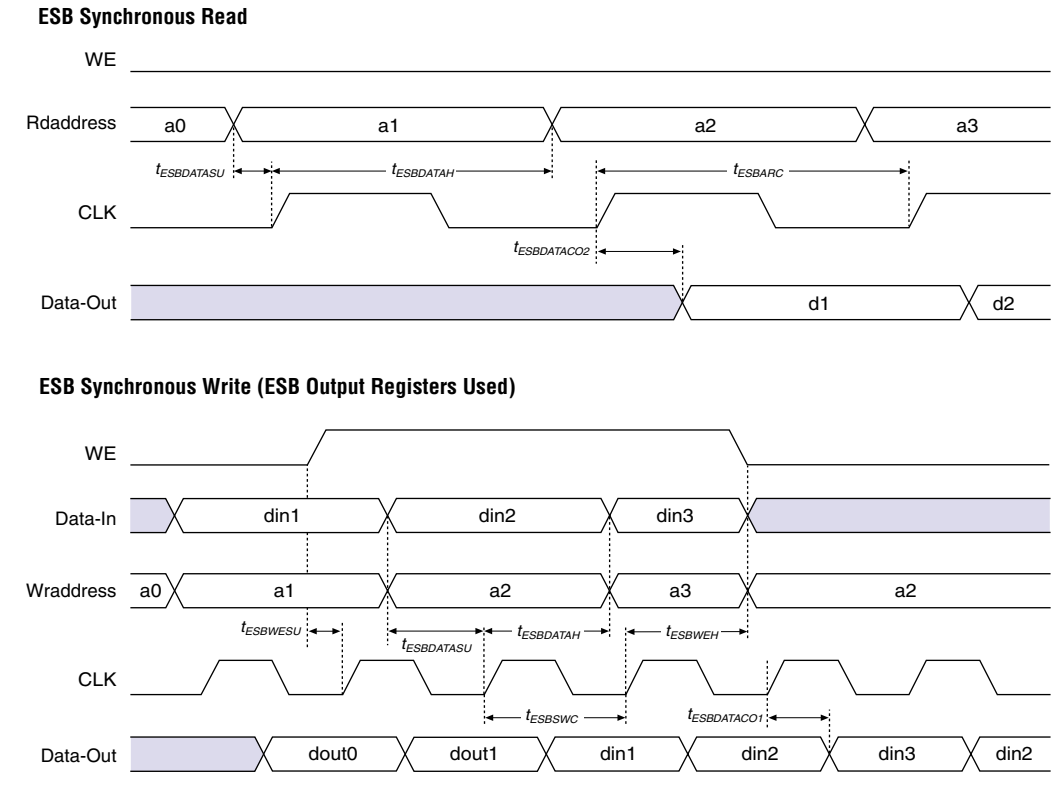 ESB Synchronous Read
WE
Rdaddress a0 a1 a2 a3
tESBDATASU tESBDATAH tESBARC
CLK
tESBDATACO2
Data-Out d1 d2
ESB Synchronous Write (ESB Output Registers Used)
WE
Data-In din1 din2 din3
Wraddress a0 a1 a2 a3 a2
tESBWESU tESBDATASU tESBDATAH tESBWEH
CLK
tESBSWC tESBDATACO1
Data-Out dout0 dout1 din1 din2 din3 din2